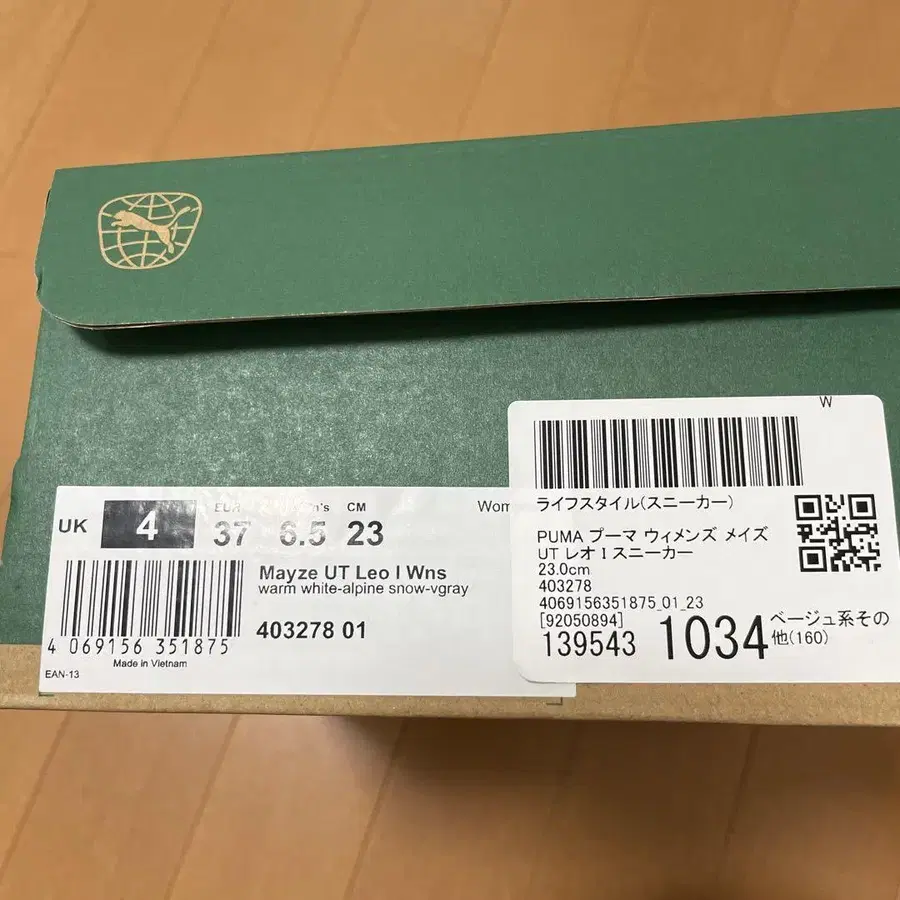 UK 4 EUR 37 6.5 CM 23
Mayze UT Leo I Wns
warm white-alpine snow-vgray
403278 01
4 069156 351875
Made in Vietnam
EAN-13
W
ライフスタイル(スニーカー)
PUMA プーマ ウィメンズ メイズ
UT レオ I スニーカー
23.0cm
403278
4069156351875_01_23
[92050894]
139543 1034 ベージュ系その
他(160)